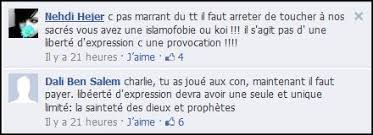 Nehdi Hejer c pas marrant du tt il faut arreter de toucher à nos
sacrés vous avez une islamofobie ou koi !!! il s'agit pas d' une
liberté d'expression c une provocation !!!!
Il y a 21 heures · J'aime · 4
Dali Ben Salem charlie, tu as joué aux con, maintenant il faut
payer. libéerté d'expression devra avoir une seule et unique
limité: la sainteté des dieux et prophètes
Il y a 21 heures · J'aime · 6